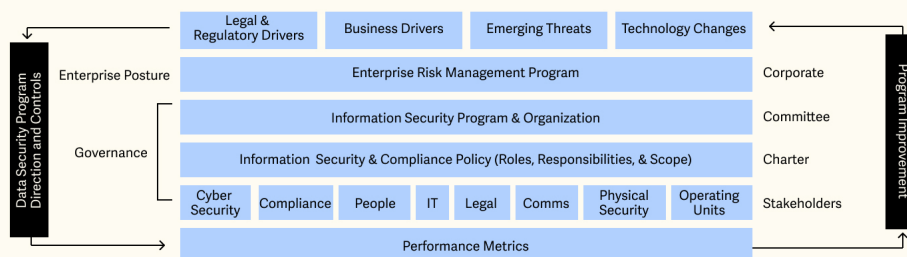 Legal &
Regulatory Drivers
Business Drivers
Emerging Threats
Technology Changes
Data Security Program
Direction and Controls
Program Improvement
Enterprise Posture
Enterprise Risk Management Program
Corporate
Governance
Information Security Program & Organization
Committee
Information Security & Compliance Policy (Roles, Responsibilities, & Scope)
Charter
Cyber
Security
Compliance
People
IT
Legal
Comms
Physical
Security
Operating
Units
Stakeholders
Performance Metrics